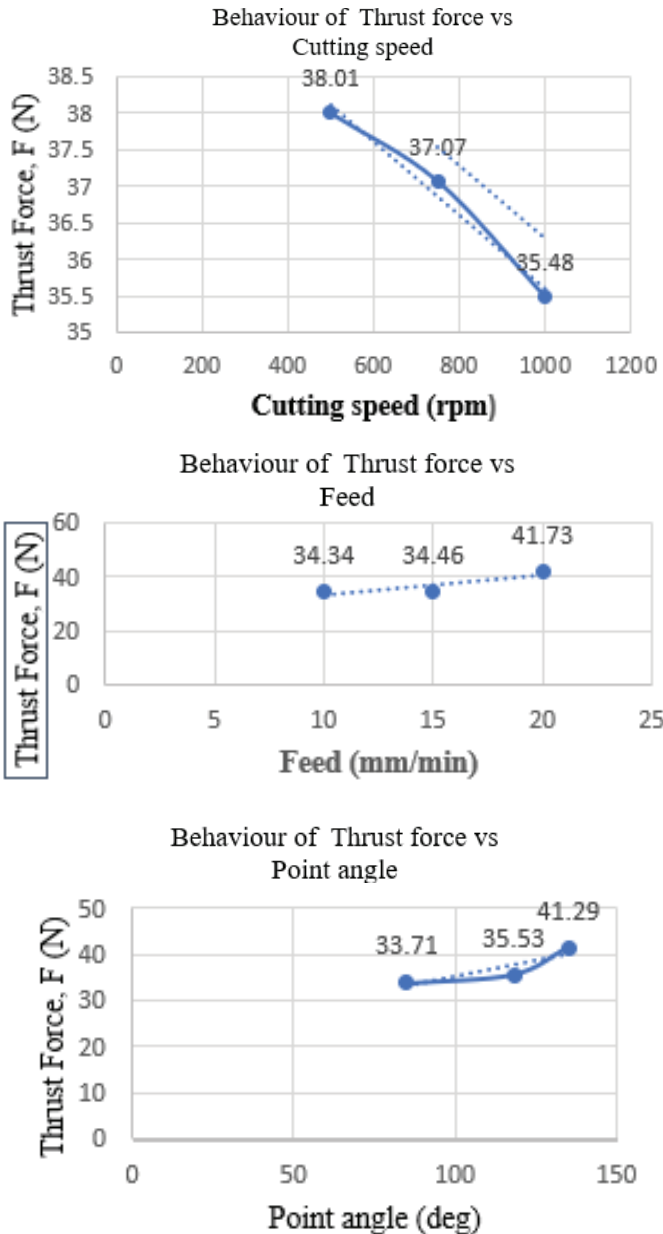 Behaviour of Thrust force vs
Cutting speed
Thrust Force, F (N)
38.5
38
37.5
37
36.5
36
35.5
35
38.01
37.07
35.48
0 200 400 600 800 1000 1200
Cutting speed (rpm)
Behaviour of Thrust force vs
Feed
Thrust Force, F (N)
60
40
20
0
34.34 34.46 41.73
0 5 10 15 20 25
Feed (mm/min)
Behaviour of Thrust force vs
Point angle
Thrust Force, F (N)
50
40
30
20
10
0
33.71 35.53 41.29
0 50 100 150
Point angle (deg)